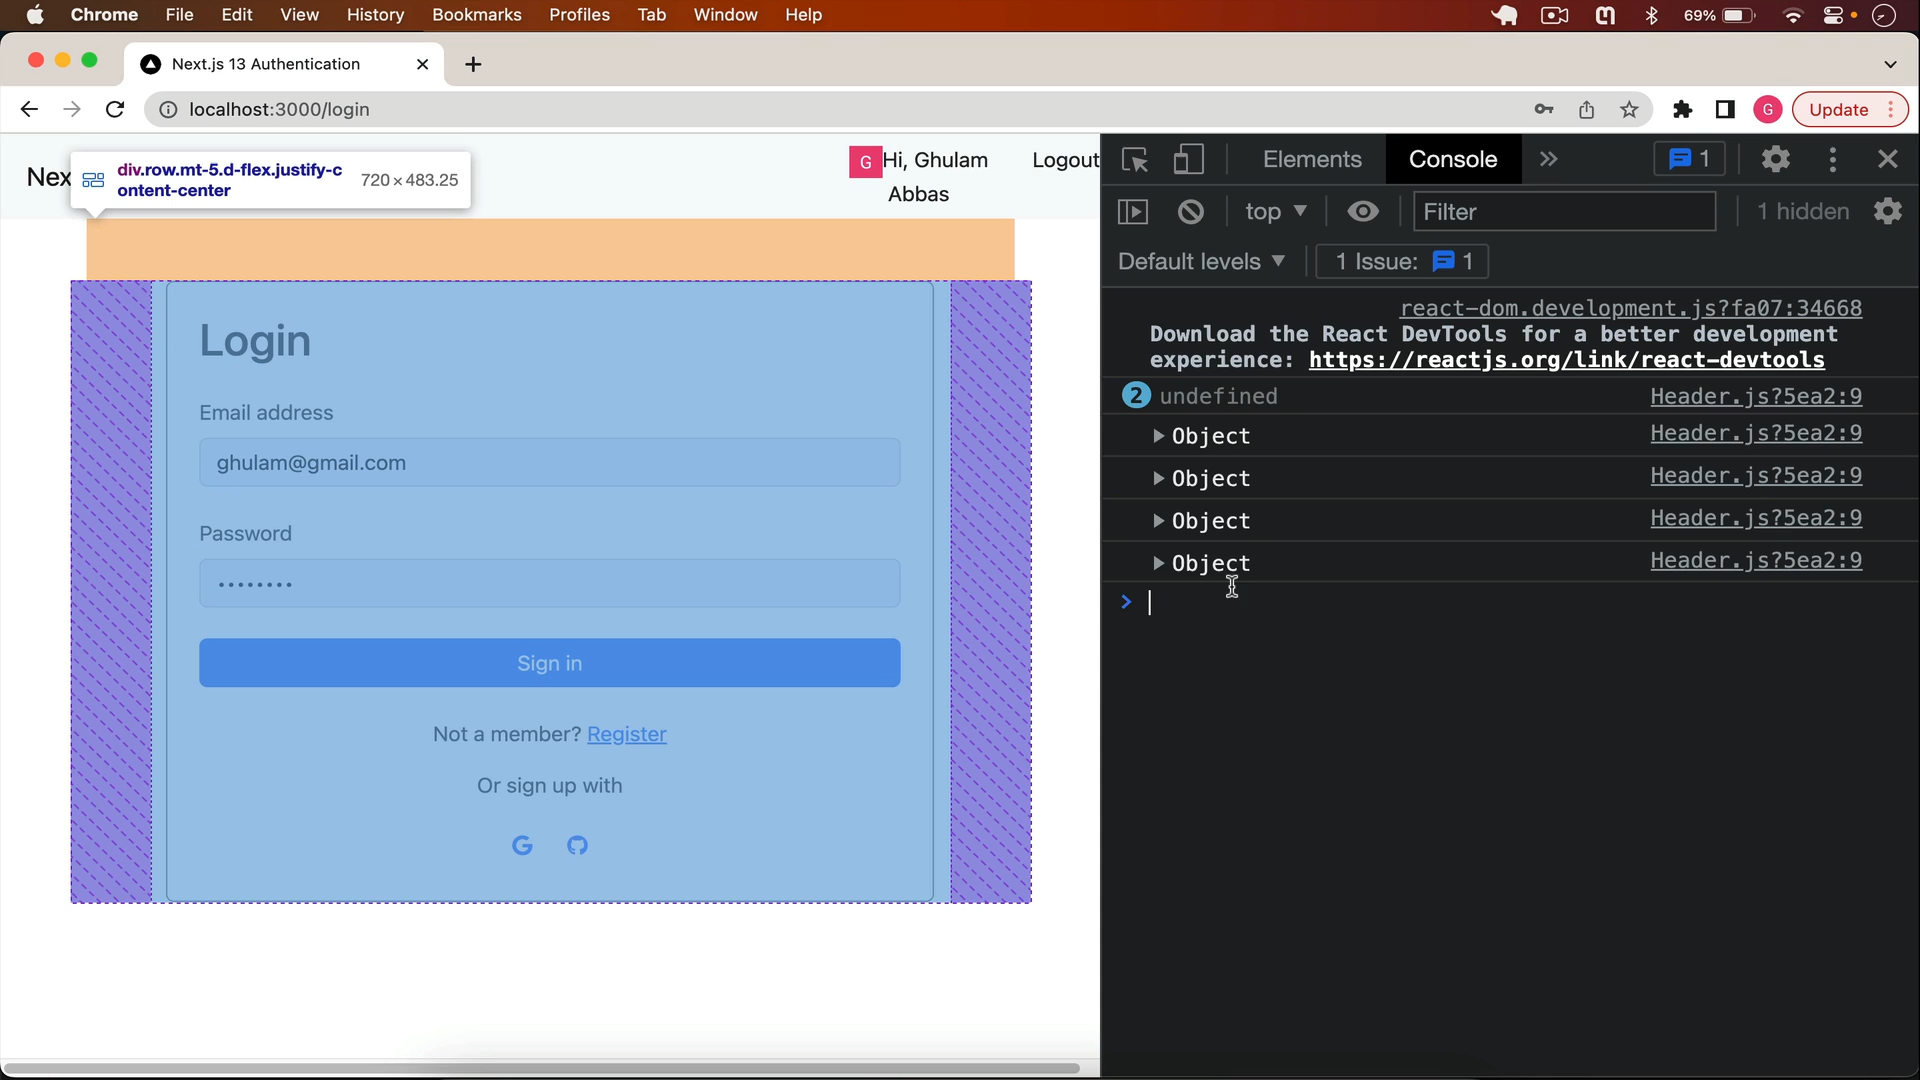 Chrome File Edit View History Bookmarks Profiles Tab Window Help 69%
Next.js 13 Authentication
localhost:3000/login G Update
Nex
div.row.mt-5.d-flex.justify-c
ontent-center
720 × 483.25
G Hi, Ghulam
Abbas
Logout
Login
Email address
ghulam@gmail.com
Password
Sign in
Not a member? Register
Or sign up with
G
Elements Console 1
top Filter 1 hidden
Default levels 1 Issue: 1
react-dom.development.js?fa07:34668
Download the React DevTools for a better development
experience: https://reactjs.org/link/react-devtools
2 undefined Header.js?5ea2:9
Object Header.js?5ea2:9
Object Header.js?5ea2:9
Object Header.js?5ea2:9
Object Header.js?5ea2:9